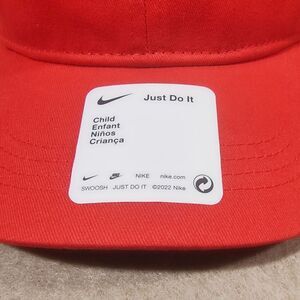 Just Do It
Child
Enfant
Niños
Criança
NIKE nike.com
SWOOSH JUST DO IT ©2022 Nike